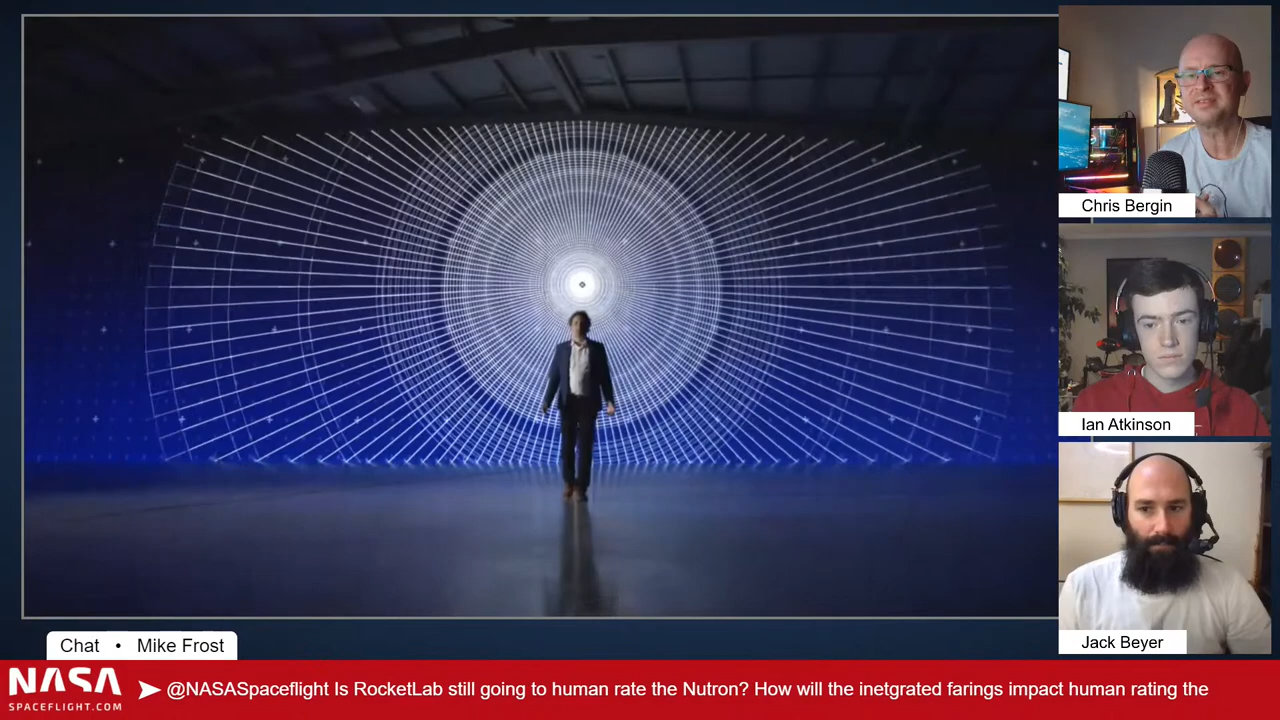 Chris Bergin
Ian Atkinson
Jack Beyer
Chat • Mike Frost
NASA
SPACEFLIGHT.COM
@NASASpaceflight Is RocketLab still going to human rate the Nutron? How will the inetgrated farings impact human rating the